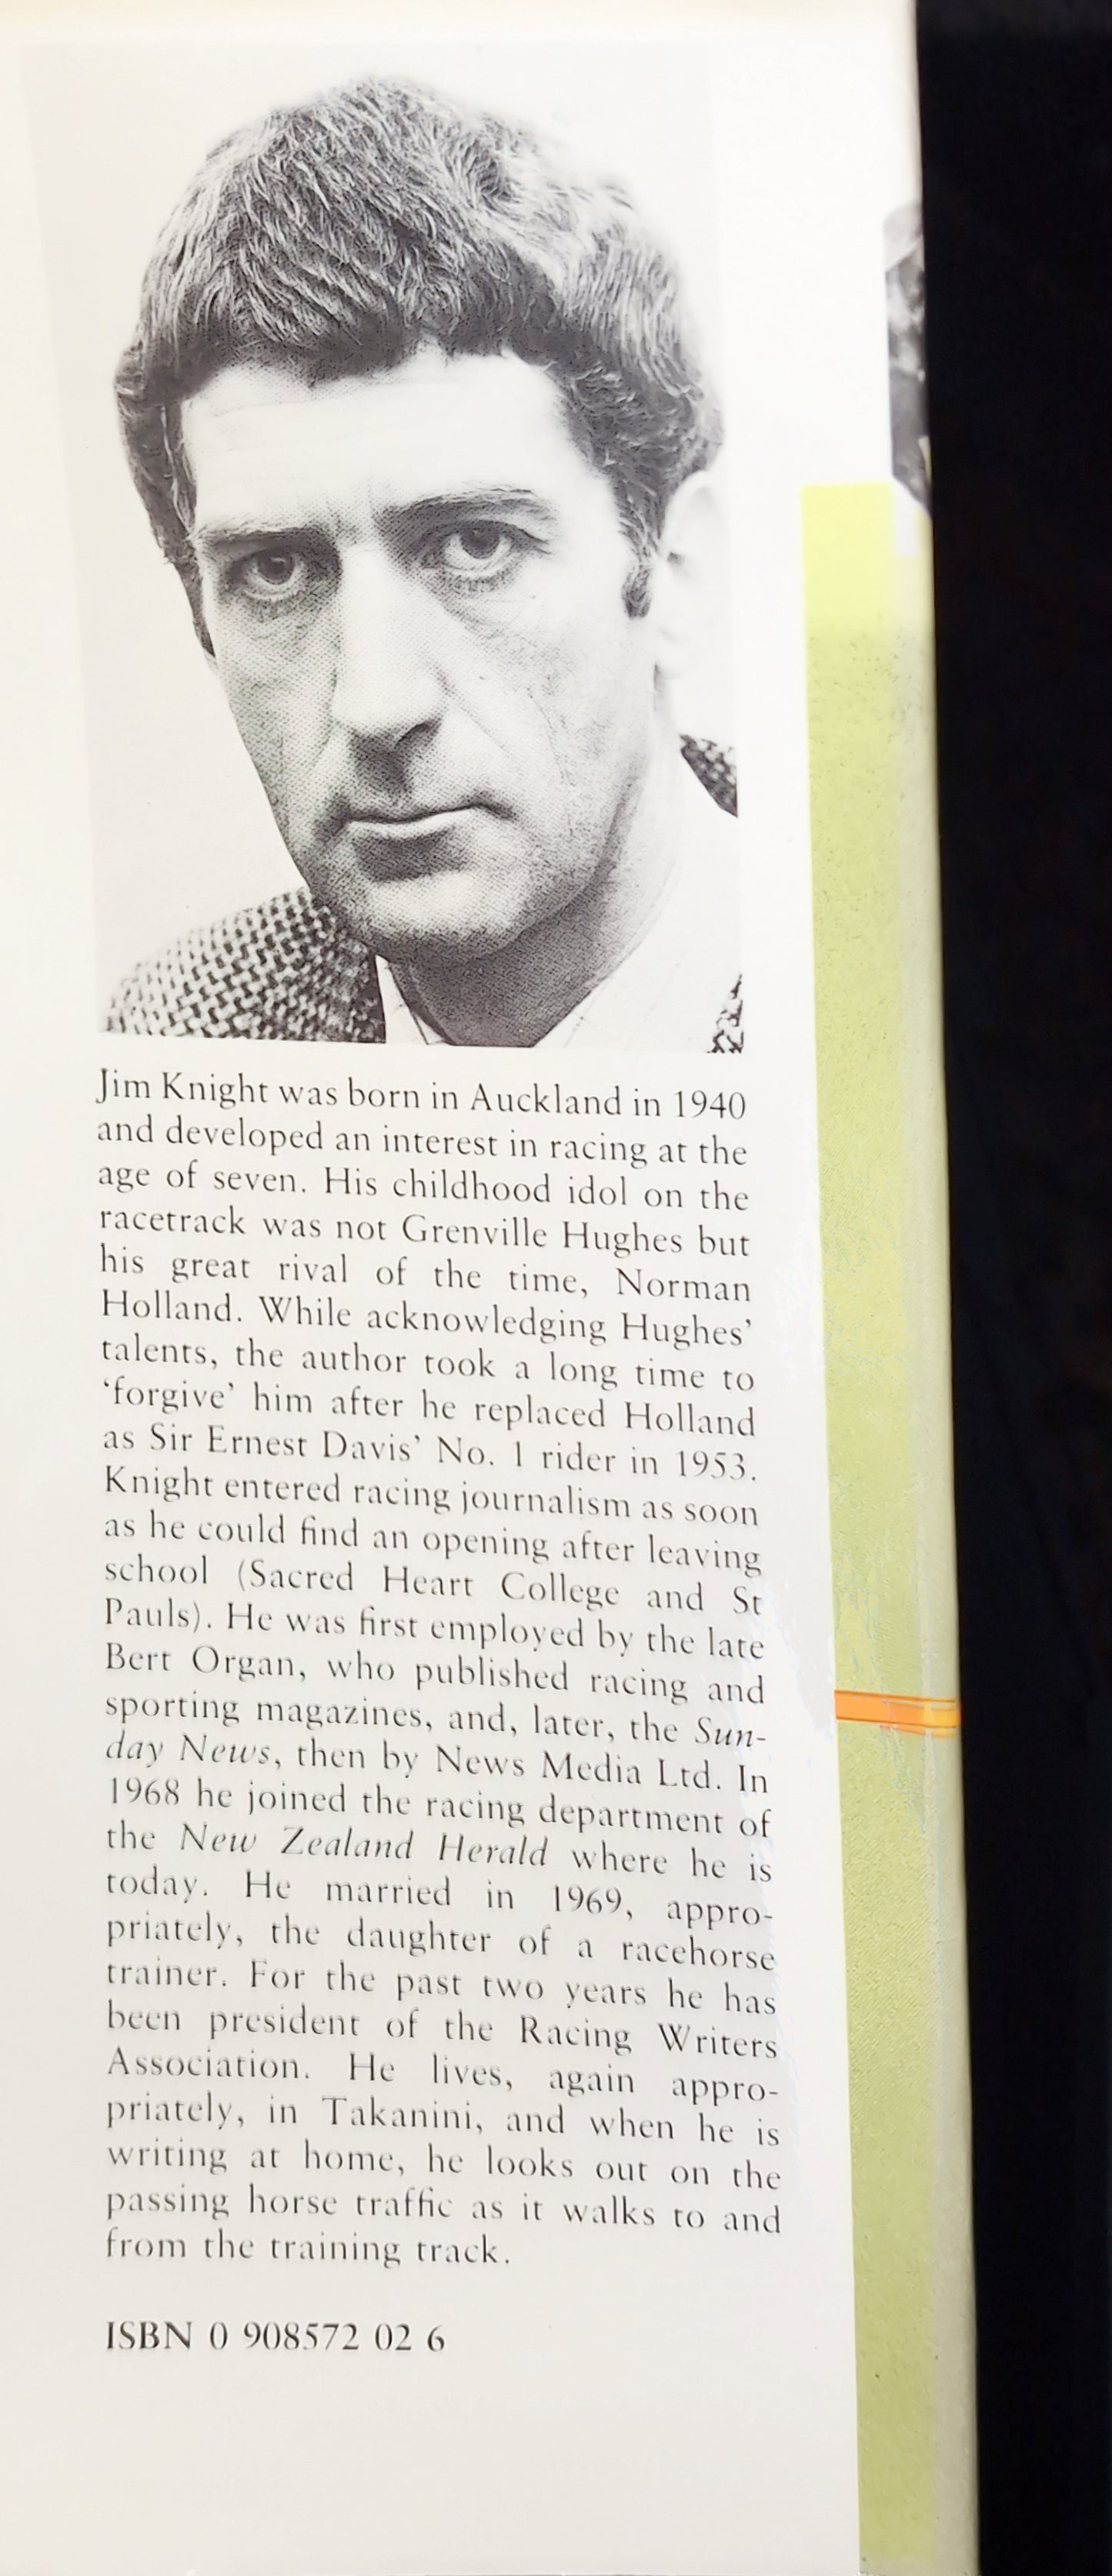 Jim Knight was born in Auckland in 1940
and developed an interest in racing at the
age of seven. His childhood idol on the
racetrack was not Grenville Hughes but
his great rival of the time, Norman
Holland. While acknowledging Hughes’
talents, the author took a long time to
‘forgive’ him after he replaced Holland
as Sir Ernest Davis’ No. 1 rider in 1953.
Knight entered racing journalism as soon
as he could find an opening after leaving
school (Sacred Heart College and St
Pauls). He was first employed by the late
Bert Organ, who published racing and
sporting magazines, and, later, the Sun-
day News, then by News Media Ltd. In
1968 he joined the racing department of
the New Zealand Herald where he is
today. He married in 1969, appro-
priately, the daughter of a racehorse
trainer. For the past two years he has
been president of the Racing Writers
Association. He lives, again appro-
priately, in Takanini, and when he is
writing at home, he looks out on the
passing horse traffic as it walks to and
from the training track.
ISBN 0 908572 02 6